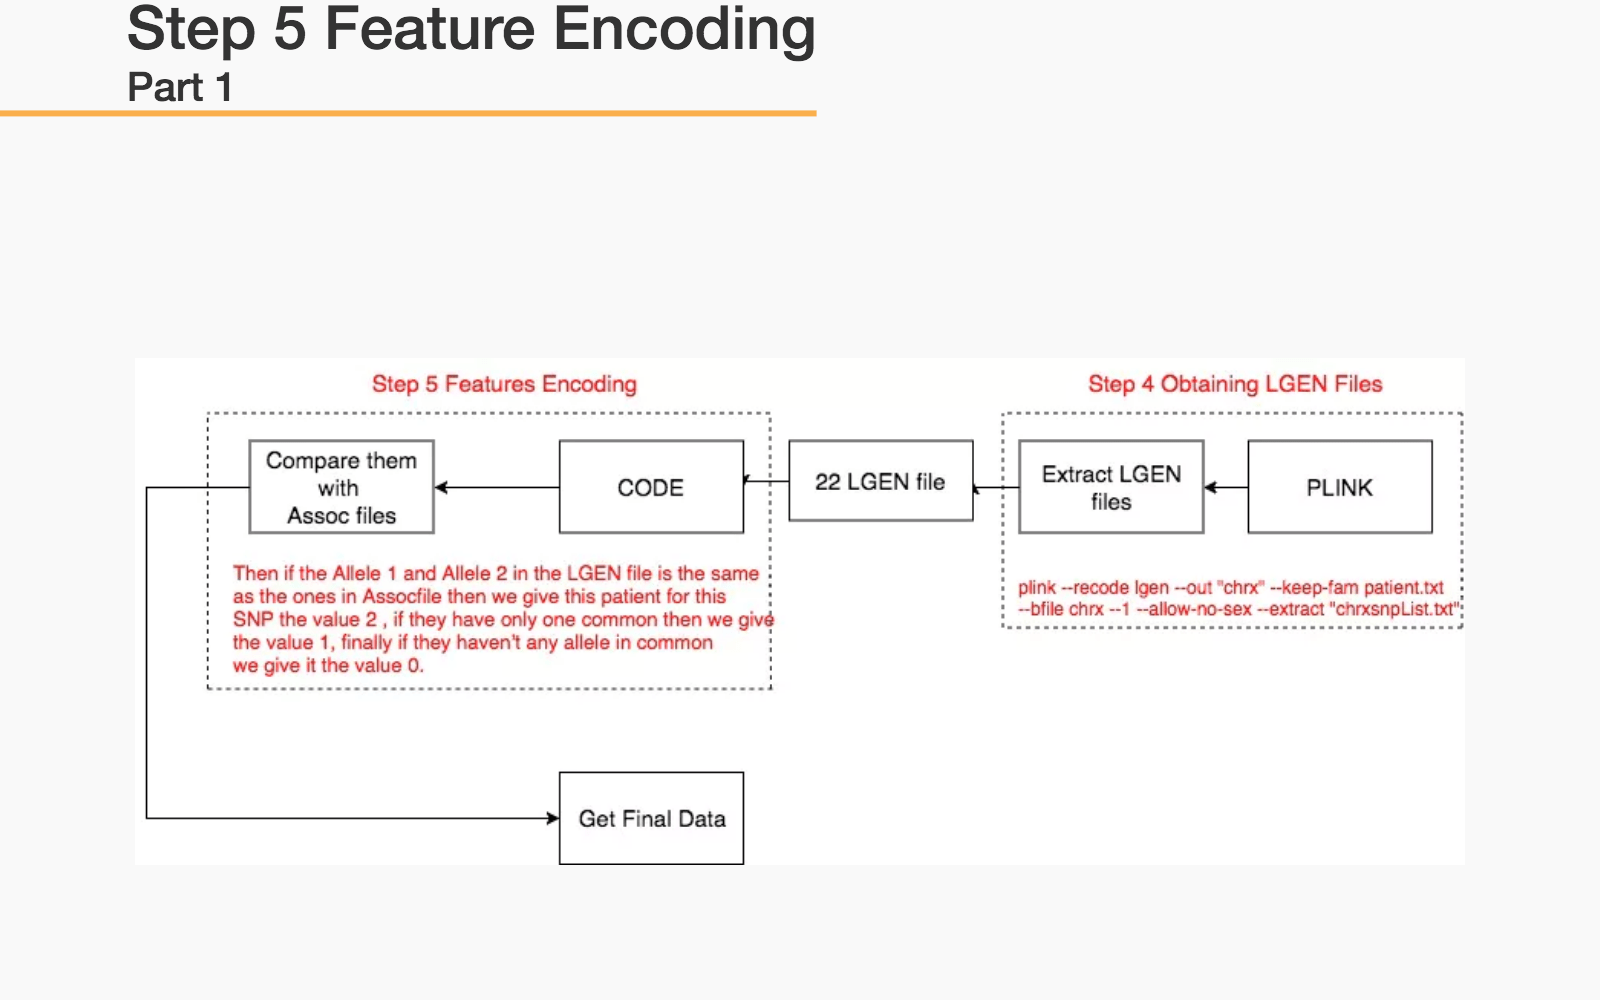 Step 5 Feature Encoding
Part 1
Step 5 Features Encoding
Step 4 Obtaining LGEN Files
Compare them
with
Assoc files
CODE
22 LGEN file
Extract LGEN
files
PLINK
Then if the Allele 1 and Allele 2 in the LGEN file is the same
as the ones in Assocfile then we give this patient for this
SNP the value 2 , if they have only one common then we give
the value 1, finally if they haven't any allele in common
we give it the value 0.
plink --recode lgen --out "chrx" --keep-fam patient.txt
--bfile chrx --1 --allow-no-sex --extract "chrxsnpList.txt"
Get Final Data